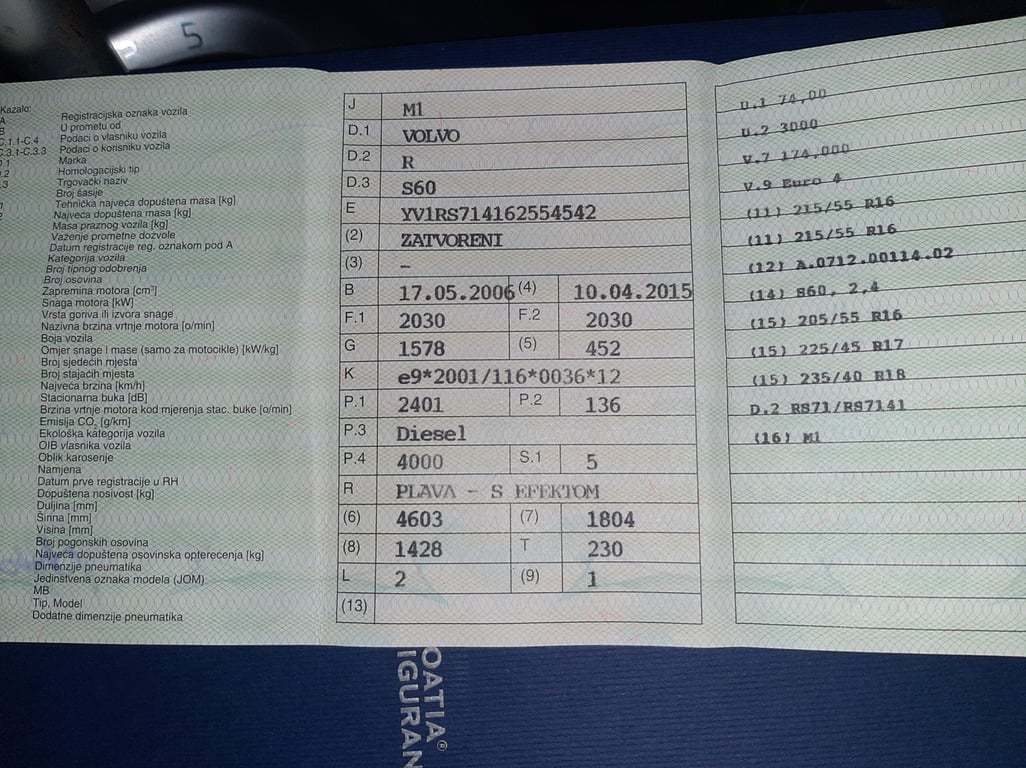 5
Kazalo:
A Registracijska oznaka vozila
B U prometu od
C.1.1-C.4 Podaci o vlasniku vozila
C.3.1-C.3.3 Podaci o korisniku vozila
D.1 Marka
Homologacijski tip
Trgovački naziv
Broj šasije
Tehnička najveća dopuštena masa [kg]
Najveća dopuštena masa [kg]
Masa praznog vozila [kg]
Važenje prometne dozvole
Datum registracije reg. oznakom pod A
Kategorija vozila
Broj tipnog odobrenja
Broj osovina
Zapremina motora [cm³]
Snaga motora [kW]
Vrsta goriva ili izvora snage
Nazivna brzina vrtnje motora [o/min]
Boja vozila
Omjer snage i mase (samo za motocikle) [kW/kg]
Broj sjedećih mjesta
Broj stajaćih mjesta
Najveća brzina [km/h]
Stacionarna buka [dB]
Brzina vrtnje motora kod mjerenja stac. buke [o/min]
Emisija CO₂ [g/km]
Ekološka kategorija vozila
OIB vlasnika vozila
Oblik karoserije
Namjena
Datum prve registracije u RH
Dopuštena nosivost [kg]
Duljina [mm]
Širina [mm]
Visina [mm]
Broj pogonskih osovina
Najveća dopuštena osovinska opterećenja [kg]
Dimenzije pneumatika
Jedinstvena oznaka modela (JOM)
MB
Tip, Model
Dodatne dimenzije pneumatika
J M1
D.1 VOLVO
D.2 R
D.3 S60
E YV1RS714162554542
(2) ZATVORENI
(3) –
B 17.05.2006 (4) 10.04.2015
F.1 2030 F.2 2030
G 1578 (5) 452
K e9*2001/116*0036*12
P.1 2401 P.2 136
P.3 Diesel
P.4 4000 S.1 5
R PLAVA - S EFEKTOM
(6) 4603 (7) 1804
(8) 1428 T 230
L 2 (9) 1
(13)
U.1 74,00
U.2 3000
V.7 174,000
V.9 Euro 4
(11) 215/55 R16
(11) 215/55 R16
(12) A.0712.00114.02
(14) S60, 2,4
(15) 205/55 R16
(15) 225/45 R17
(15) 235/40 R18
D.2 RS71/RS7141
(16) M1
OATIA®
IGURAN